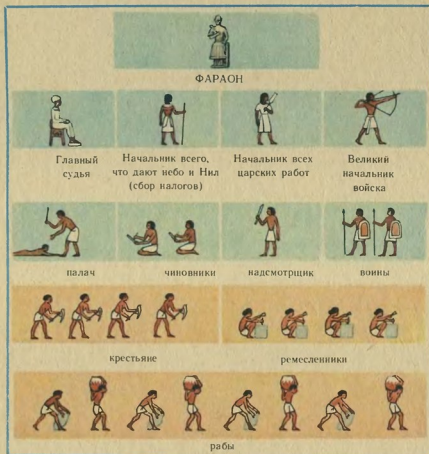 ФАРАОН
Главный судья
Начальник всего, что дают небо и Нил (сбор налогов)
Начальник всех царских работ
Великий начальник войска
палач
чиновники
надсмотрщик
воины
крестьяне
ремесленники
рабы